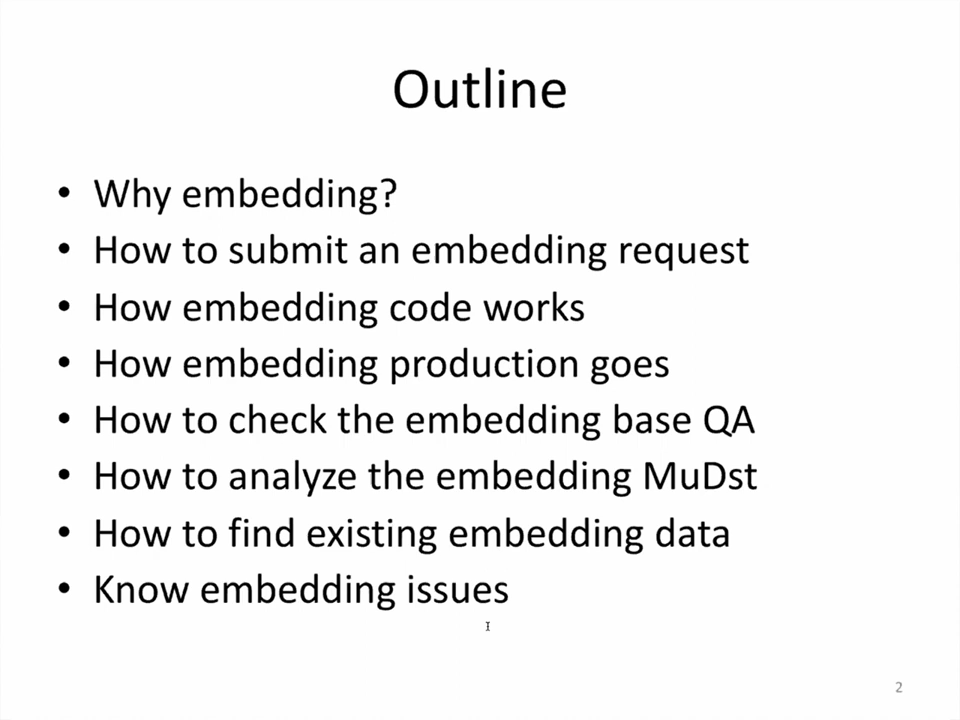 Outline
• Why embedding?
• How to submit an embedding request
• How embedding code works
• How embedding production goes
• How to check the embedding base QA
• How to analyze the embedding MuDst
• How to find existing embedding data
• Know embedding issues
2